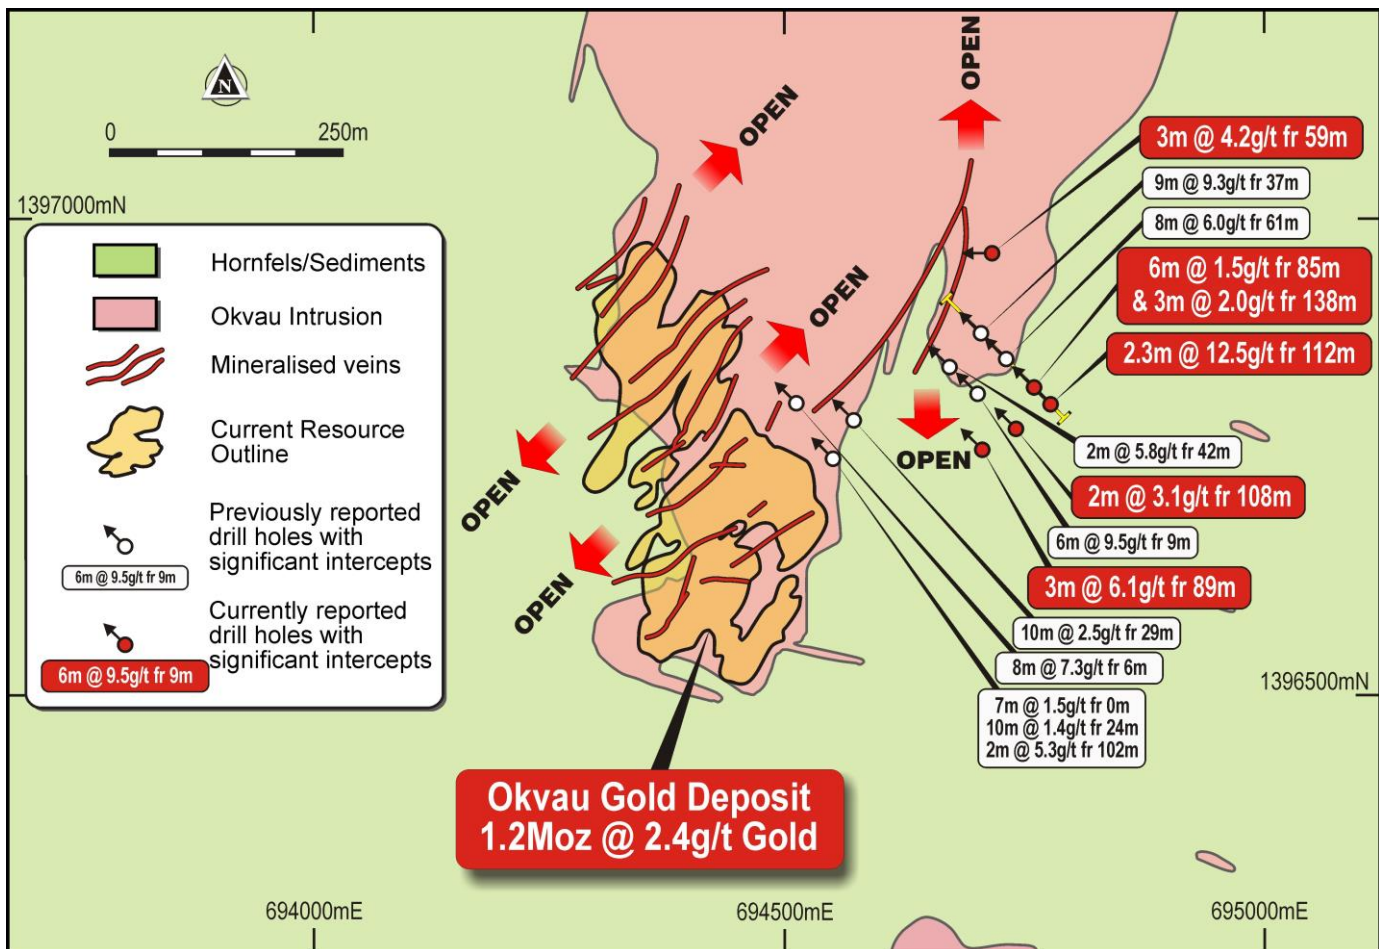 OPEN
OPEN
N
0 250m
3m @ 4.2g/t fr 59m
9m @ 9.3g/t fr 37m
1397000mN
8m @ 6.0g/t fr 61m
Hornfels/Sediments
6m @ 1.5g/t fr 85m
& 3m @ 2.0g/t fr 138m
OPEN
Okvau Intrusion
2.3m @ 12.5g/t fr 112m
Mineralised veins
Current Resource
Outline
OPEN
2m @ 5.8g/t fr 42m
OPEN
2m @ 3.1g/t fr 108m
Previously reported
drill holes with
significant intercepts
6m @ 9.5g/t fr 9m
6m @ 9.5g/t fr 9m
OPEN
3m @ 6.1g/t fr 89m
Currently reported
drill holes with
significant intercepts
6m @ 9.5g/t fr 9m
10m @ 2.5g/t fr 29m
8m @ 7.3g/t fr 6m
1396500mN
7m @ 1.5g/t fr 0m
10m @ 1.4g/t fr 24m
2m @ 5.3g/t fr 102m
Okvau Gold Deposit
1.2Moz @ 2.4g/t Gold
694000mE 694500mE 695000mE